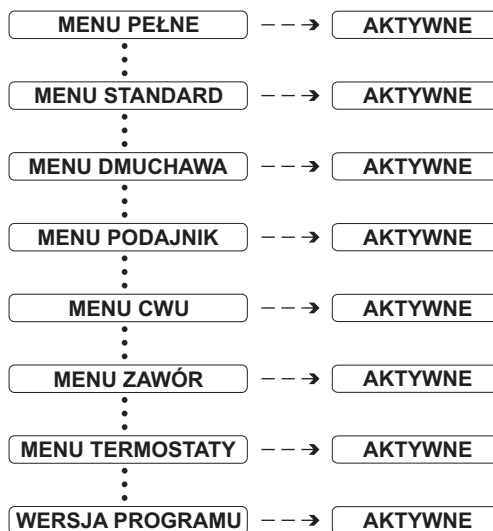 MENU PEŁNE AKTYWNE
MENU STANDARD AKTYWNE
MENU DMUCHAWA AKTYWNE
MENU PODAJNIK AKTYWNE
MENU CWU AKTYWNE
MENU ZAWÓR AKTYWNE
MENU TERMOSTATY AKTYWNE
WERSJA PROGRAMU AKTYWNE